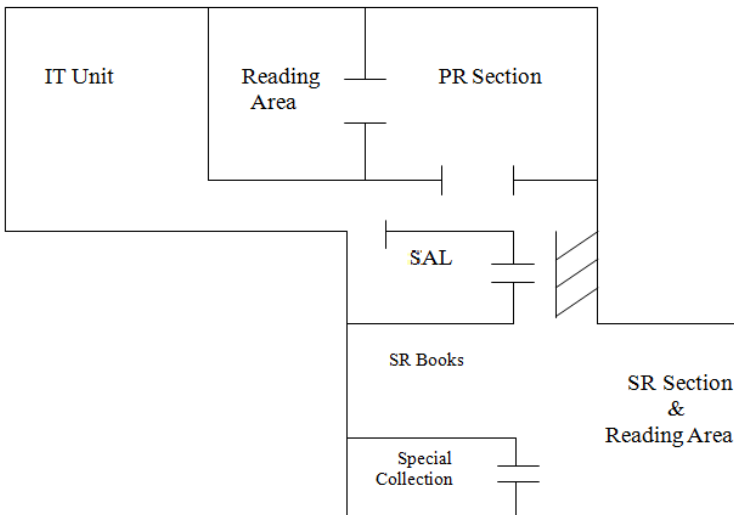 IT Unit
Reading
Area
PR Section
SAL
SR Books
SR Section
&
Reading Area
Special
Collection